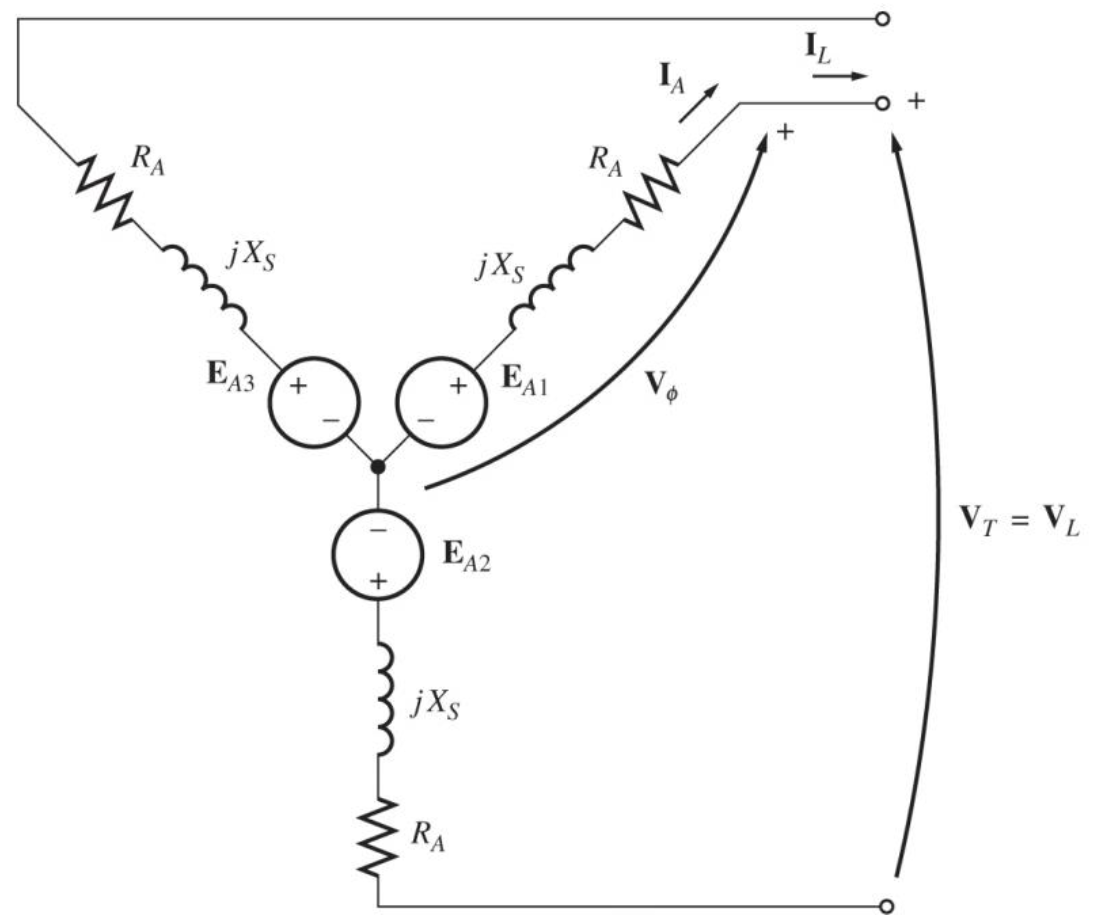 I_L
I_A
+
+
R_A
R_A
jX_S
jX_S
E_A3
+
−
+
−
E_A1
V_ϕ
−
+
E_A2
V_T = V_L
jX_S
R_A